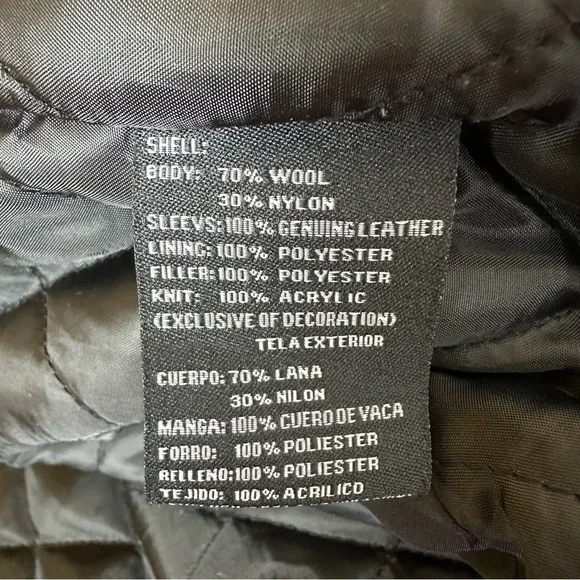 SHELL:
BODY: 70% WOOL
30% NYLON
SLEEVS: 100% GENUING LEATHER
LINING: 100% POLYESTER
FILLER: 100% POLYESTER
KNIT: 100% ACRYLIC
(EXCLUSIVE OF DECORATION)
TELA EXTERIOR
CUERPO: 70% LANA
30% NILON
MANGA: 100% CUERO DE VACA
FORRO: 100% POLIESTER
RELLENO: 100% POLIESTER
TEJIDO: 100% ACRILICO